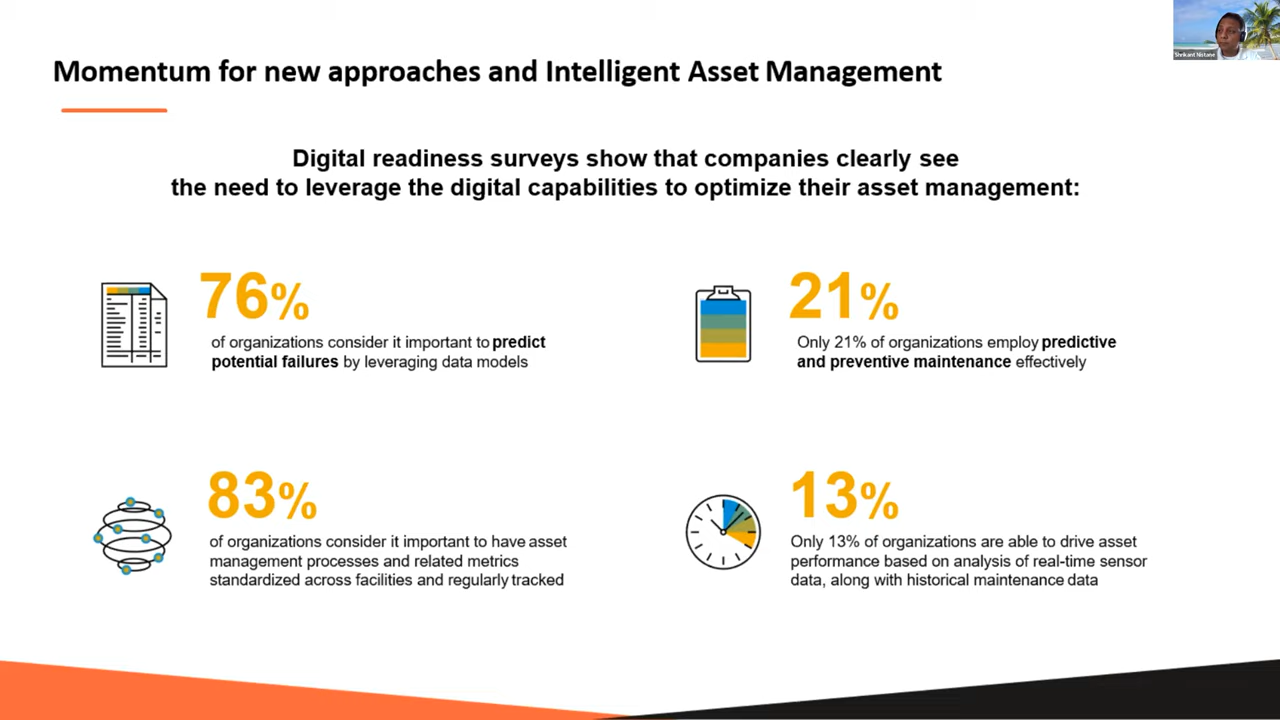 Momentum for new approaches and Intelligent Asset Management
Shrikant Nistane
Digital readiness surveys show that companies clearly see
the need to leverage the digital capabilities to optimize their asset management:
76%
of organizations consider it important to predict
potential failures by leveraging data models
21%
Only 21% of organizations employ predictive
and preventive maintenance effectively
83%
of organizations consider it important to have asset
management processes and related metrics
standardized across facilities and regularly tracked
13%
Only 13% of organizations are able to drive asset
performance based on analysis of real-time sensor
data, along with historical maintenance data